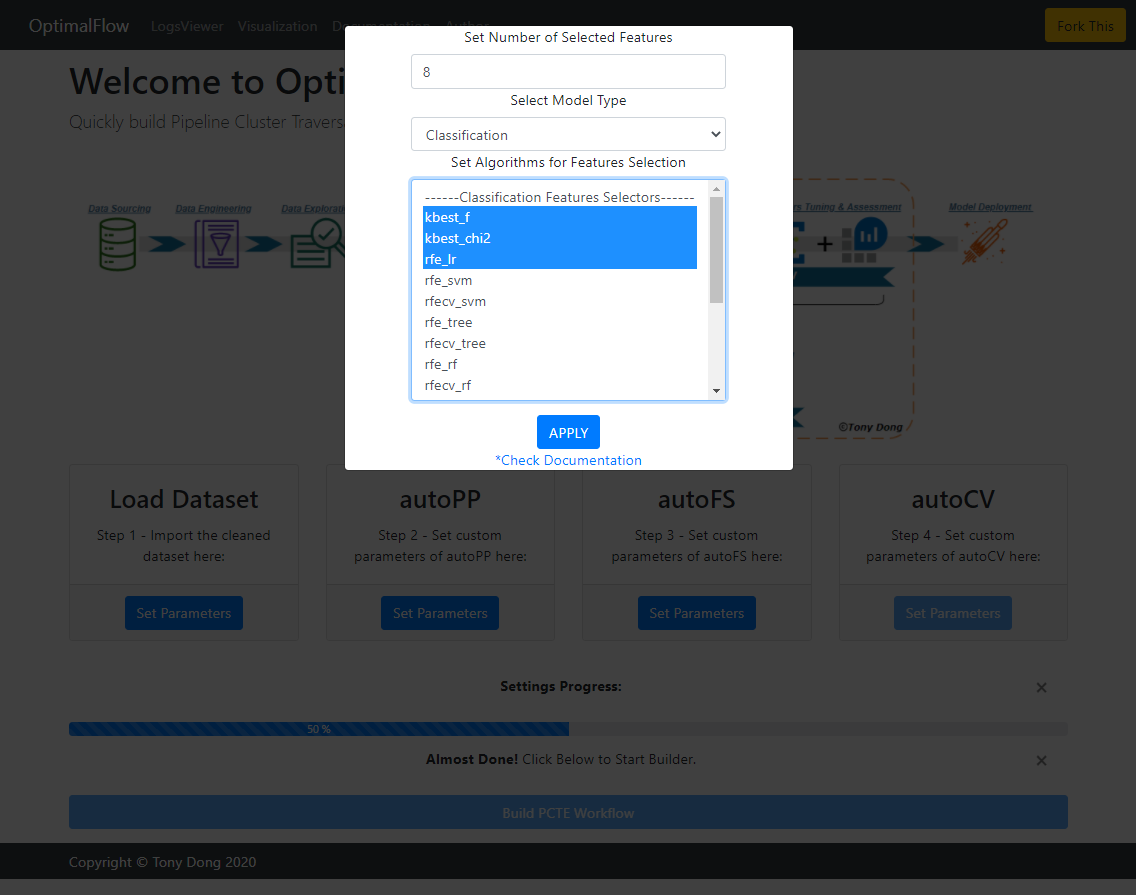 OptimalFlow LogsViewer Visualization Documentation Author Fork This
Set Number of Selected Features
8
Select Model Type
Classification
Set Algorithms for Features Selection
------Classification Features Selectors------
kbest_f
kbest_chi2
rfe_lr
rfe_svm
rfecv_svm
rfe_tree
rfecv_tree
rfe_rf
rfecv_rf
APPLY
*Check Documentation
Welcome to Opti
Quickly build Pipeline Cluster Travers
Data Sourcing Data Engineering Data Explorati
rs Tuning & Assessment Model Deployment
©Tony Dong
Load Dataset
Step 1 - Import the cleaned
dataset here:
Set Parameters
autoPP
Step 2 - Set custom
parameters of autoPP here:
Set Parameters
autoFS
Step 3 - Set custom
parameters of autoFS here:
Set Parameters
autoCV
Step 4 - Set custom
parameters of autoCV here:
Set Parameters
Settings Progress:
50 %
Almost Done! Click Below to Start Builder.
Build PCTE Workflow
Copyright © Tony Dong 2020